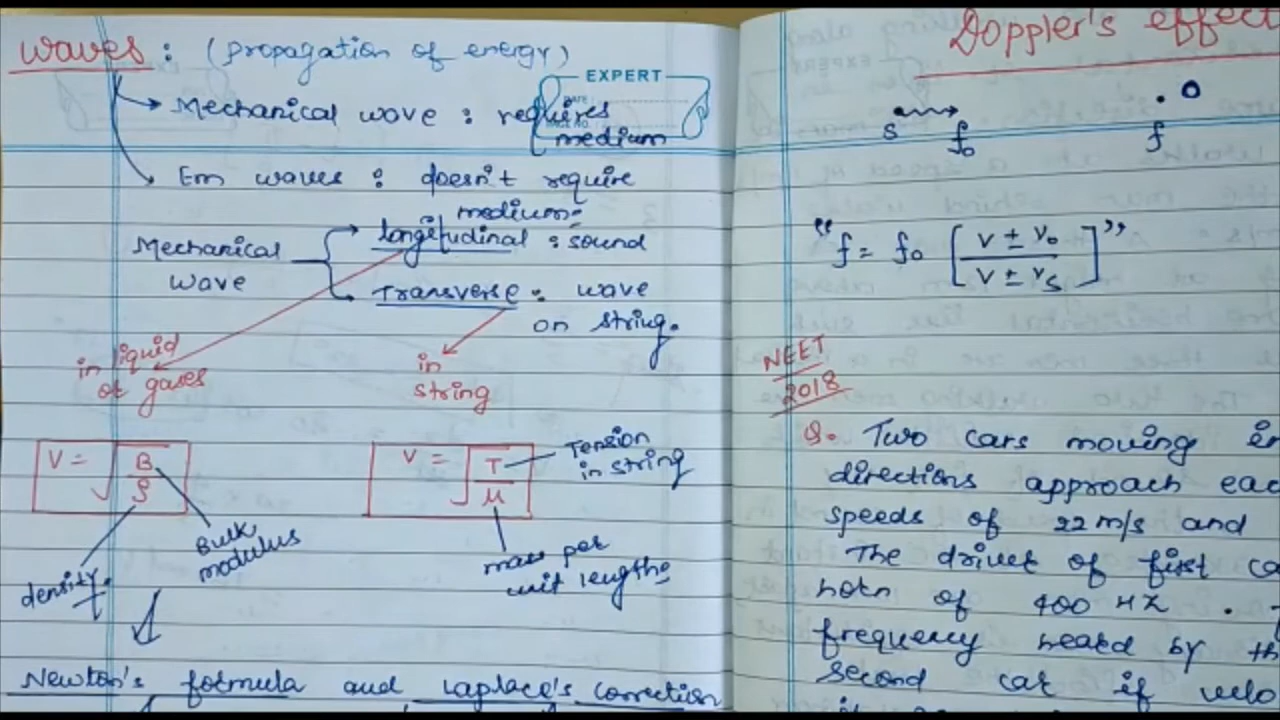 waves : (propagation of energy)
EXPERT
Mechanical wave : requires
medium
Em waves : doesn't require
medium:
Mechanical
wave
longitudinal : sound
Transverse : wave
on string.
in liquid
or gases
in
string
V = √B/ρ
Bulk
modulus
density.
V = √T/μ
Tension
in string
mass per
unit length.
Newton's formula and Laplace's correction
Doppler's effect
S f₀ . O f
"f = f₀ [V ± V₀ / V ± Vs]"
NEET
2018
Q. Two cars moving in
directions approach eac
speeds of 22 m/s and
The driver of first ca
horn of 400 HZ .
frequency heard by th
second car if velo